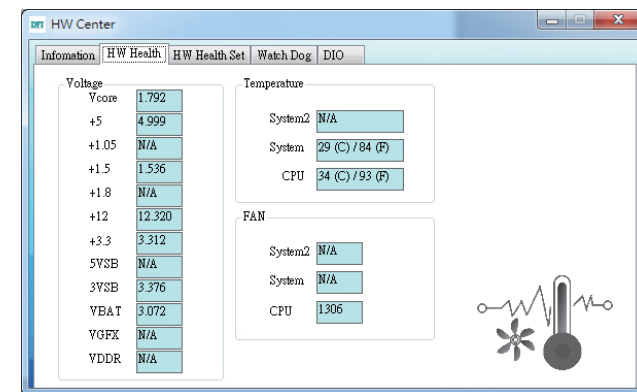 DFI HW Center
Infomation HW Health HW Health Set Watch Dog DIO
Voltage
Vcore 1.792
+5 4.999
+1.05 N/A
+1.5 1.536
+1.8 N/A
+12 12.320
+3.3 3.312
5VSB N/A
3VSB 3.376
VBAT 3.072
VGFX N/A
VDDR N/A
Temperature
System2 N/A
System 29 (C) / 84 (F)
CPU 34 (C) / 93 (F)
FAN
System2 N/A
System N/A
CPU 1306